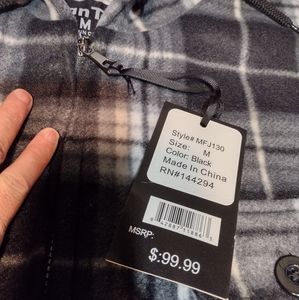 M
Style# MFJ130
Size: M
Color: Black
Made In China
RN#144294
MSRP:
$:99.99